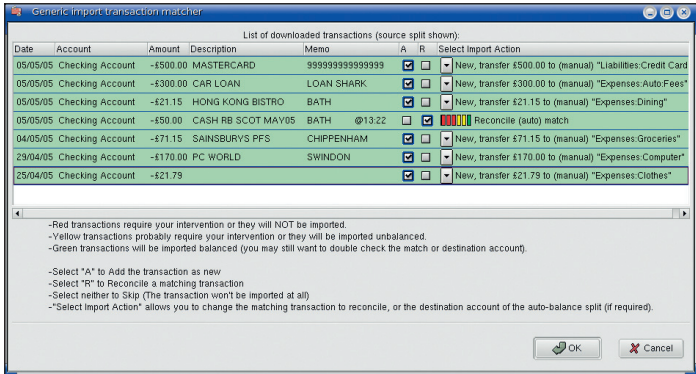 Generic import transaction matcher
List of downloaded transactions (source split shown):
Date Account Amount Description Memo A R Select Import Action
05/05/05 Checking Account -£500.00 MASTERCARD 999999999999999 New, transfer £500.00 to (manual) "Liabilities:Credit Card
05/05/05 Checking Account -£300.00 CAR LOAN LOAN SHARK New, transfer £300.00 to (manual) "Expenses:Auto:Fees"
05/05/05 Checking Account -£21.15 HONG KONG BISTRO BATH New, transfer £21.15 to (manual) "Expenses:Dining"
05/05/05 Checking Account -£50.00 CASH RB SCOT MAY05 BATH @13:22 Reconcile (auto) match
04/05/05 Checking Account -£71.15 SAINSBURYS PFS CHIPPENHAM New, transfer £71.15 to (manual) "Expenses:Groceries"
29/04/05 Checking Account -£170.00 PC WORLD SWINDON New, transfer £170.00 to (manual) "Expenses:Computer"
25/04/05 Checking Account -£21.79 New, transfer £21.79 to (manual) "Expenses:Clothes"
-Red transactions require your intervention or they will NOT be imported.
-Yellow transactions probably require your intervention or they will be imported unbalanced.
-Green transactions will be imported balanced (you may still want to double check the match or destination account).
-Select "A" to Add the transaction as new
-Select "R" to Reconcile a matching transaction
-Select neither to Skip (The transaction won't be imported at all)
-"Select Import Action" allows you to change the matching transaction to reconcile, or the destination account of the auto-balance split (if required).
OK Cancel